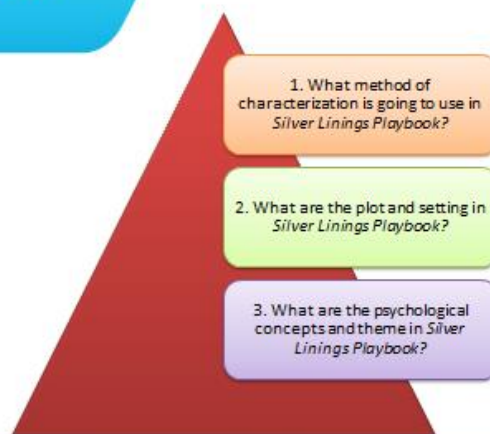 1. What method of
characterization is going to use in
Silver Linings Playbook?
2. What are the plot and setting in
Silver Linings Playbook?
3. What are the psychological
concepts and theme in Silver
Linings Playbook?